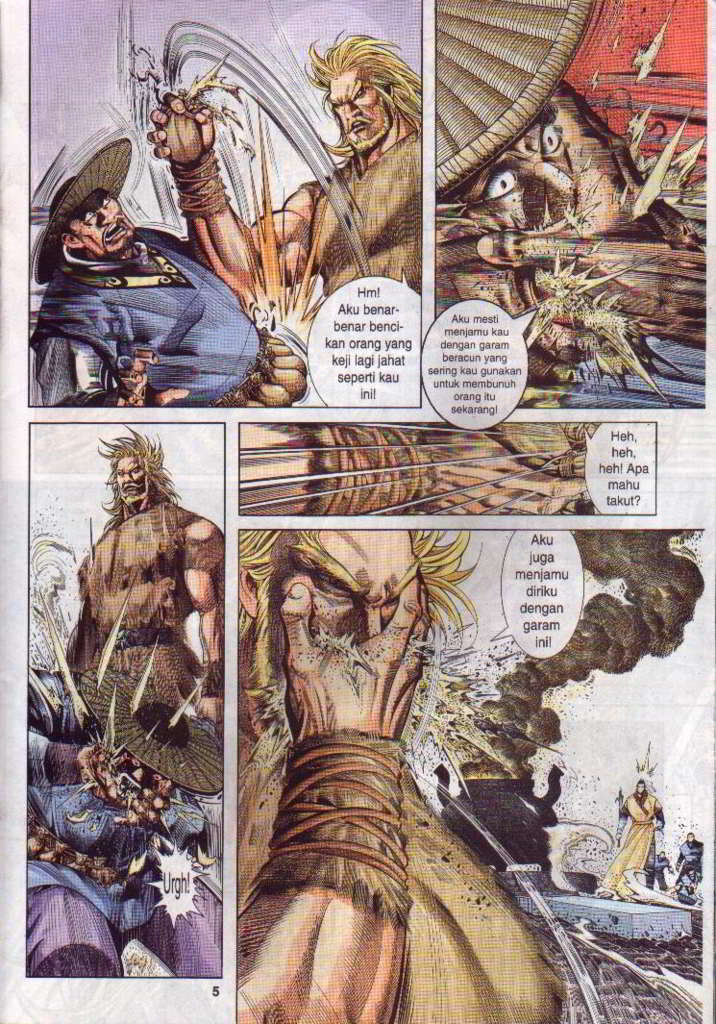 Hm!
Aku benar-
benar benci-
kan orang yang
keji lagi jahat
seperti kau
ini!
Aku mesti
menjamu kau
dengan garam
beracun yang
sering kau gunakan
untuk membunuh
orang itu
sekarang!
Heh,
heh,
heh! Apa
mahu
takut?
Urgh!
Aku
juga
menjamu
diriku
dengan
garam
ini!
5